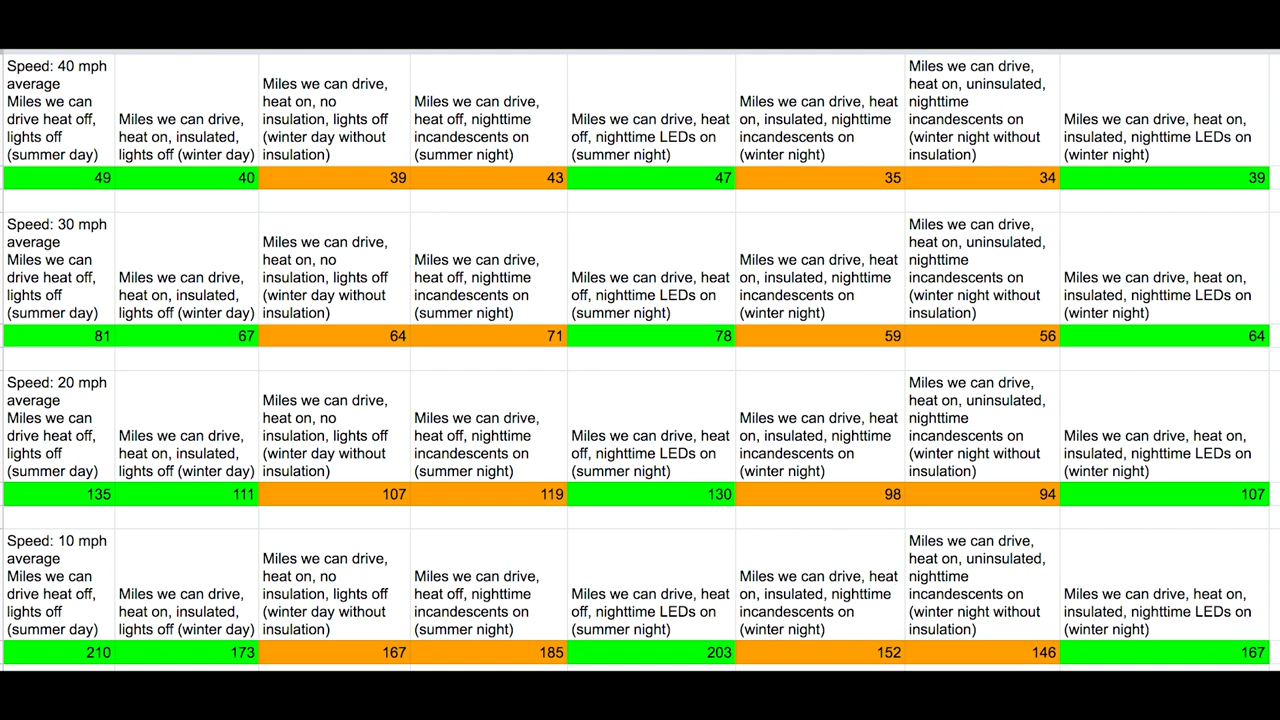 Speed: 40 mph
average
Miles we can
drive heat off,
lights off
(summer day)
Miles we can drive,
heat on, insulated,
lights off (winter day)
Miles we can drive,
heat on, no
insulation, lights off
(winter day without
insulation)
Miles we can drive,
heat off, nighttime
incandescents on
(summer night)
Miles we can drive, heat
off, nighttime LEDs on
(summer night)
Miles we can drive, heat
on, insulated, nighttime
incandescents on
(winter night)
Miles we can drive,
heat on, uninsulated,
nighttime
incandescents on
(winter night without
insulation)
Miles we can drive, heat on,
insulated, nighttime LEDs on
(winter night)
49 40 39 43 47 35 34 39
Speed: 30 mph
average
Miles we can
drive heat off,
lights off
(summer day)
Miles we can drive,
heat on, insulated,
lights off (winter day)
Miles we can drive,
heat on, no
insulation, lights off
(winter day without
insulation)
Miles we can drive,
heat off, nighttime
incandescents on
(summer night)
Miles we can drive, heat
off, nighttime LEDs on
(summer night)
Miles we can drive, heat
on, insulated, nighttime
incandescents on
(winter night)
Miles we can drive,
heat on, uninsulated,
nighttime
incandescents on
(winter night without
insulation)
Miles we can drive, heat on,
insulated, nighttime LEDs on
(winter night)
81 67 64 71 78 59 56 64
Speed: 20 mph
average
Miles we can
drive heat off,
lights off
(summer day)
Miles we can drive,
heat on, insulated,
lights off (winter day)
Miles we can drive,
heat on, no
insulation, lights off
(winter day without
insulation)
Miles we can drive,
heat off, nighttime
incandescents on
(summer night)
Miles we can drive, heat
off, nighttime LEDs on
(summer night)
Miles we can drive, heat
on, insulated, nighttime
incandescents on
(winter night)
Miles we can drive,
heat on, uninsulated,
nighttime
incandescents on
(winter night without
insulation)
Miles we can drive, heat on,
insulated, nighttime LEDs on
(winter night)
135 111 107 119 130 98 94 107
Speed: 10 mph
average
Miles we can
drive heat off,
lights off
(summer day)
Miles we can drive,
heat on, insulated,
lights off (winter day)
Miles we can drive,
heat on, no
insulation, lights off
(winter day without
insulation)
Miles we can drive,
heat off, nighttime
incandescents on
(summer night)
Miles we can drive, heat
off, nighttime LEDs on
(summer night)
Miles we can drive, heat
on, insulated, nighttime
incandescents on
(winter night)
Miles we can drive,
heat on, uninsulated,
nighttime
incandescents on
(winter night without
insulation)
Miles we can drive, heat on,
insulated, nighttime LEDs on
(winter night)
210 173 167 185 203 152 146 167